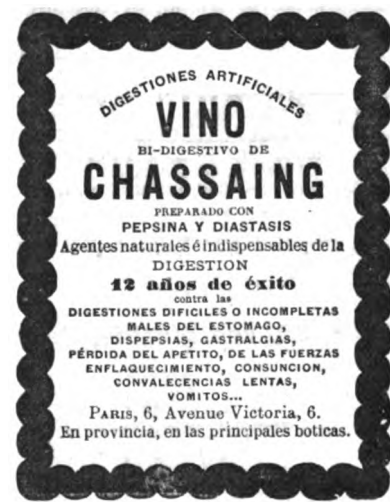 DIGESTIONES ARTIFICIALES
VINO
BI-DIGESTIVO DE
CHASSAING
PREPARADO CON
PEPSINA Y DIASTASIS
Agentes naturales é indispensables de la
DIGESTION
12 años de éxito
contra las
DIGESTIONES DIFICILES O INCOMPLETAS
MALES DEL ESTOMAGO,
DISPEPSIAS, GASTRALGIAS,
PÉRDIDA DEL APETITO, DE LAS FUERZAS
ENFLAQUECIMIENTO, CONSUNCION,
CONVALECENCIAS LENTAS,
VOMITOS...
PARIS, 6, Avenue Victoria, 6.
En provincia, en las principales boticas.